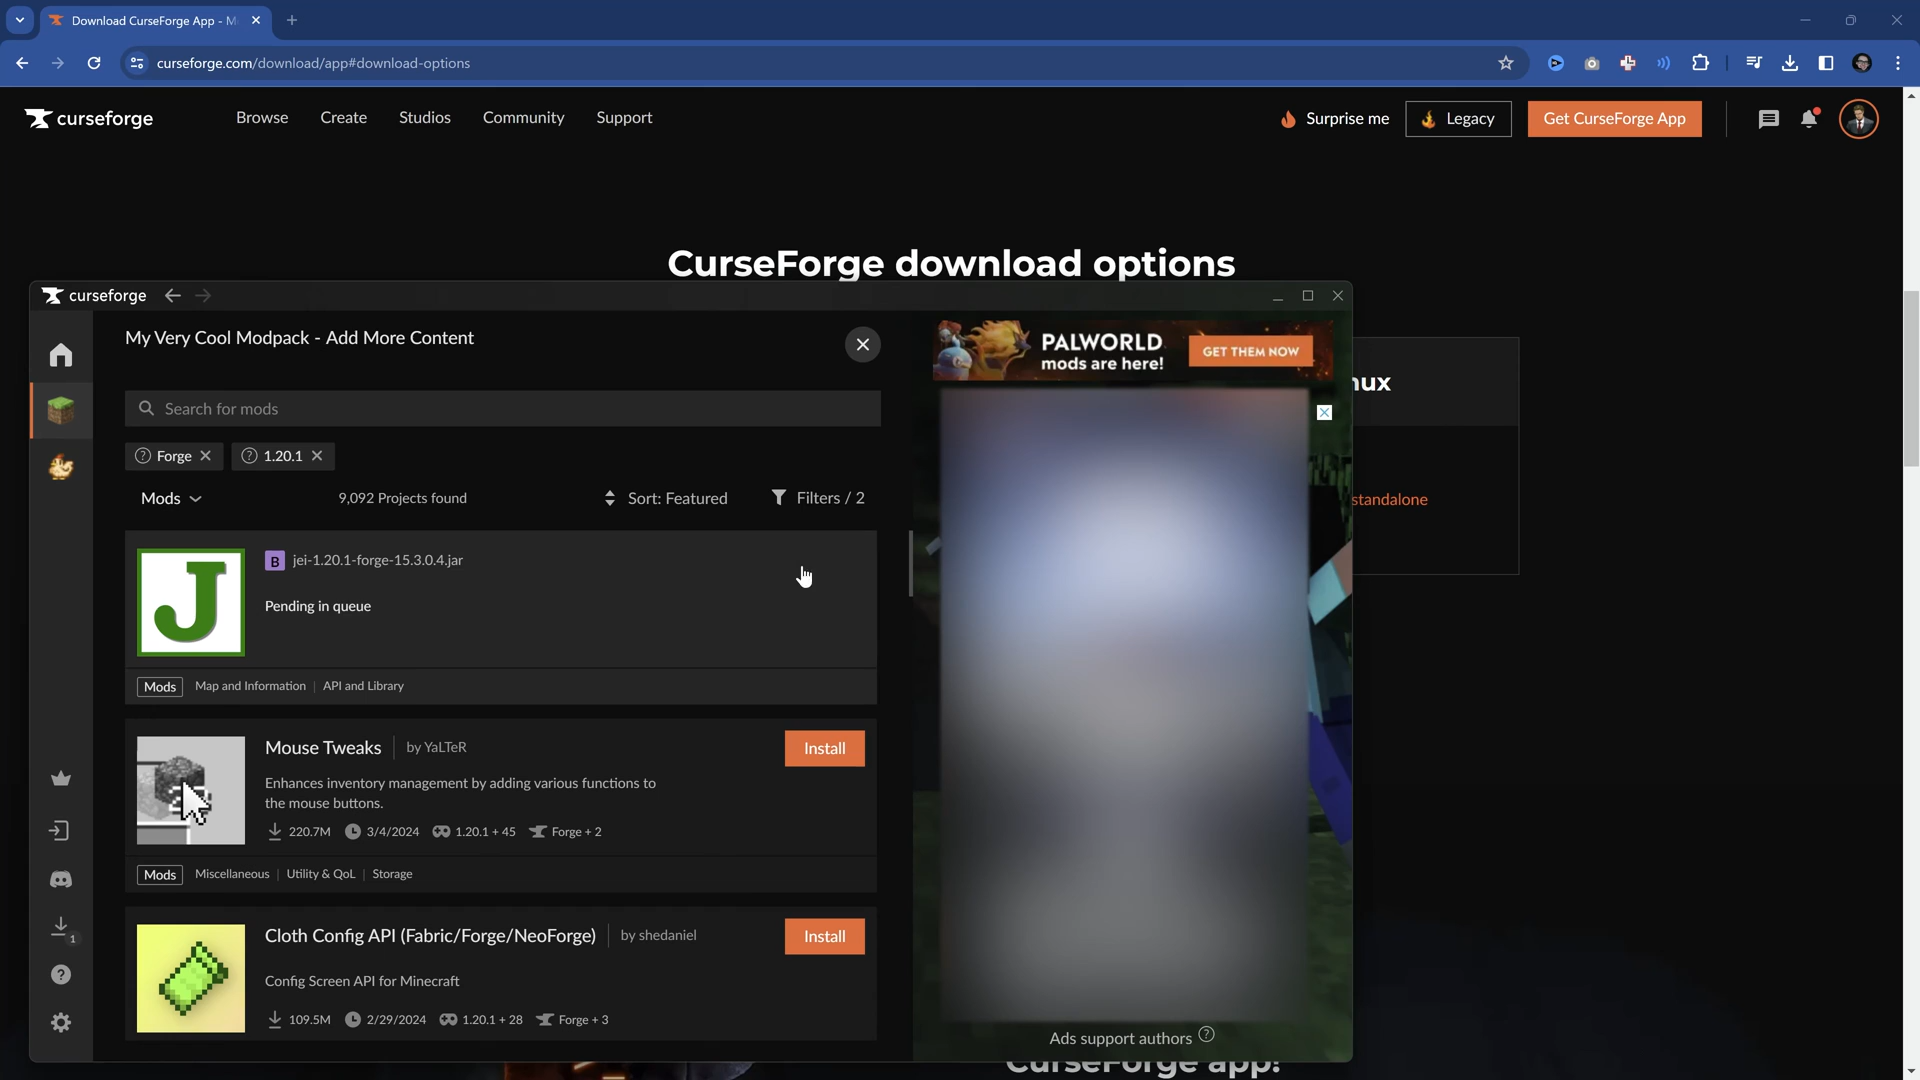 Download CurseForge App - M
curseforge.com/download/app#download-options
curseforge
Browse
Create
Studios
Community
Support
Surprise me
Legacy
Get CurseForge App
CurseForge download options
curseforge
My Very Cool Modpack - Add More Content
Search for mods
Forge
1.20.1
Mods
9,092 Projects found
Sort: Featured
Filters / 2
B jei-1.20.1-forge-15.3.0.4.jar
Pending in queue
Mods Map and Information | API and Library
Mouse Tweaks | by YaLTeR
Install
Enhances inventory management by adding various functions to
the mouse buttons.
220.7M 3/4/2024 1.20.1 + 45 Forge + 2
Mods Miscellaneous | Utility & QoL | Storage
Cloth Config API (Fabric/Forge/NeoForge) | by shedaniel
Install
Config Screen API for Minecraft
109.5M 2/29/2024 1.20.1 + 28 Forge + 3
1
PALWORLD
mods are here!
GET THEM NOW
Ads support authors
nux
standalone
CurseForge app!